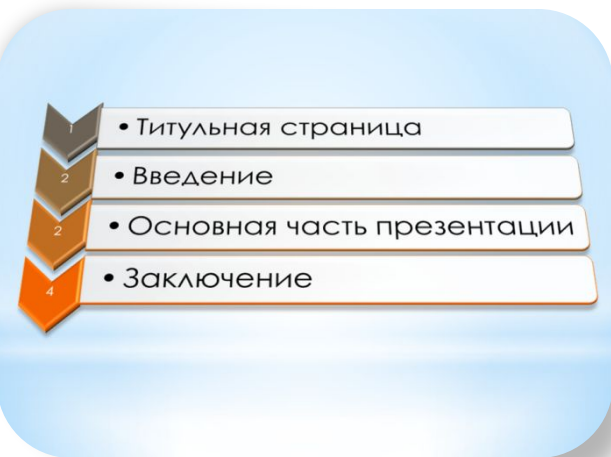 1 • Титульная страница
2 • Введение
2 • Основная часть презентации
4 • Заключение